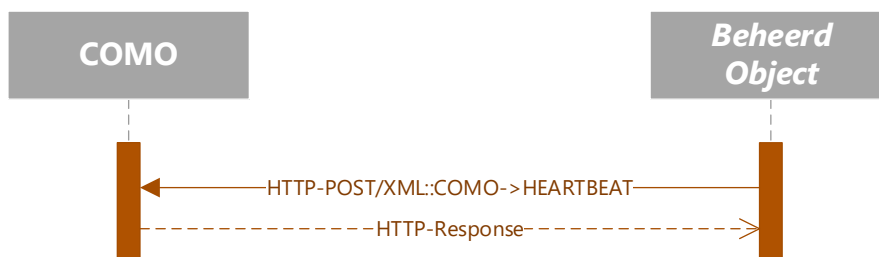 COMO
Beheerd
Object
HTTP-POST/XML::COMO->HEARTBEAT
HTTP-Response